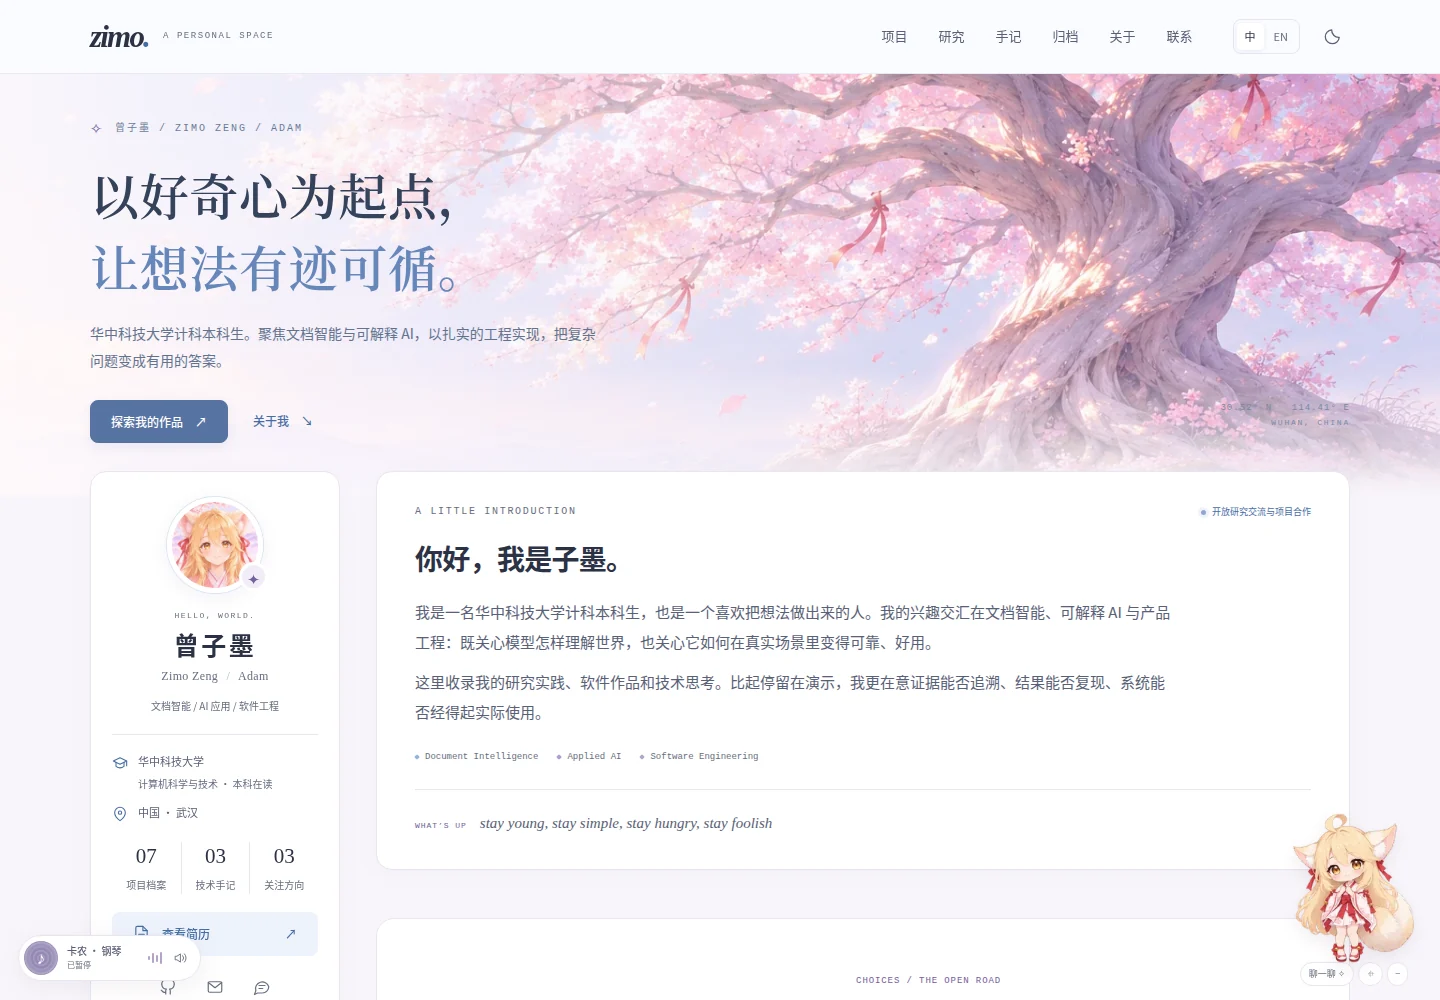 zimo. A PERSONAL SPACE
项目 研究 手记 归档 关于 联系 中 EN
曾子墨 / ZIMO ZENG / ADAM
以好奇心为起点，
让想法有迹可循。
华中科技大学计科本科生。聚焦文档智能与可解释 AI，以扎实的工程实现，把复杂
问题变成有用的答案。
探索我的作品 ↗ 关于我 ↘
114.41° E
WUHAN, CHINA
HELLO, WORLD.
曾子墨
Zimo Zeng / Adam
文档智能 / AI 应用 / 软件工程
华中科技大学
计算机科学与技术 · 本科在读
中国 · 武汉
07 03 03
项目档案 技术手记 关注方向
查看简历 ↗
卡农 · 钢琴
已暂停
A LITTLE INTRODUCTION
开放研究交流与项目合作
你好，我是子墨。
我是一名华中科技大学计科本科生，也是一个喜欢把想法做出来的人。我的兴趣交汇在文档智能、可解释 AI 与产品
工程：既关心模型怎样理解世界，也关心它如何在真实场景里变得可靠、好用。
这里收录我的研究实践、软件作品和技术思考。比起停留在演示，我更在意证据能否追溯、结果能否复现、系统能
否经得起实际使用。
Document Intelligence Applied AI Software Engineering
WHAT'S UP stay young, stay simple, stay hungry, stay foolish
CHOICES / THE OPEN ROAD